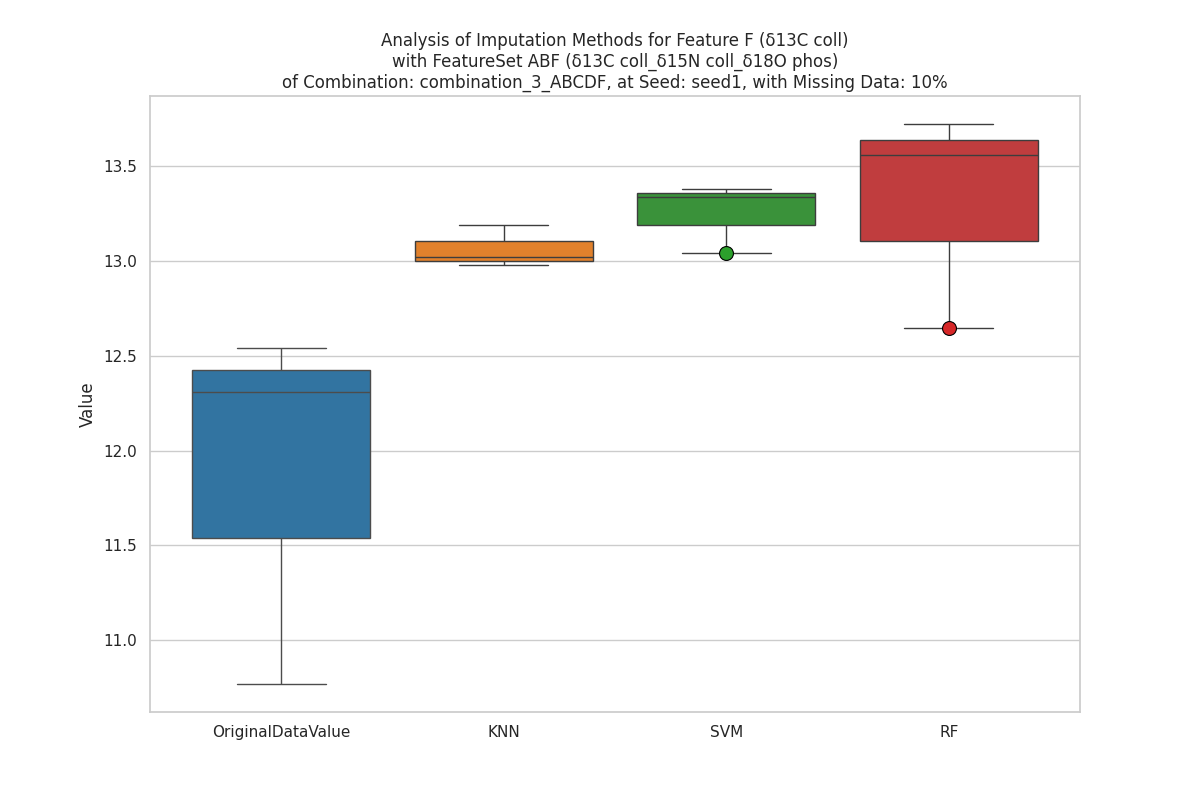 Analysis of Imputation Methods for Feature F (δ13C coll)
with FeatureSet ABF (δ13C coll_δ15N coll_δ18O phos)
of Combination: combination_3_ABCDF, at Seed: seed1, with Missing Data: 10%
13.5
13.0
12.5
12.0
11.5
11.0
Value
OriginalDataValue
KNN
SVM
RF